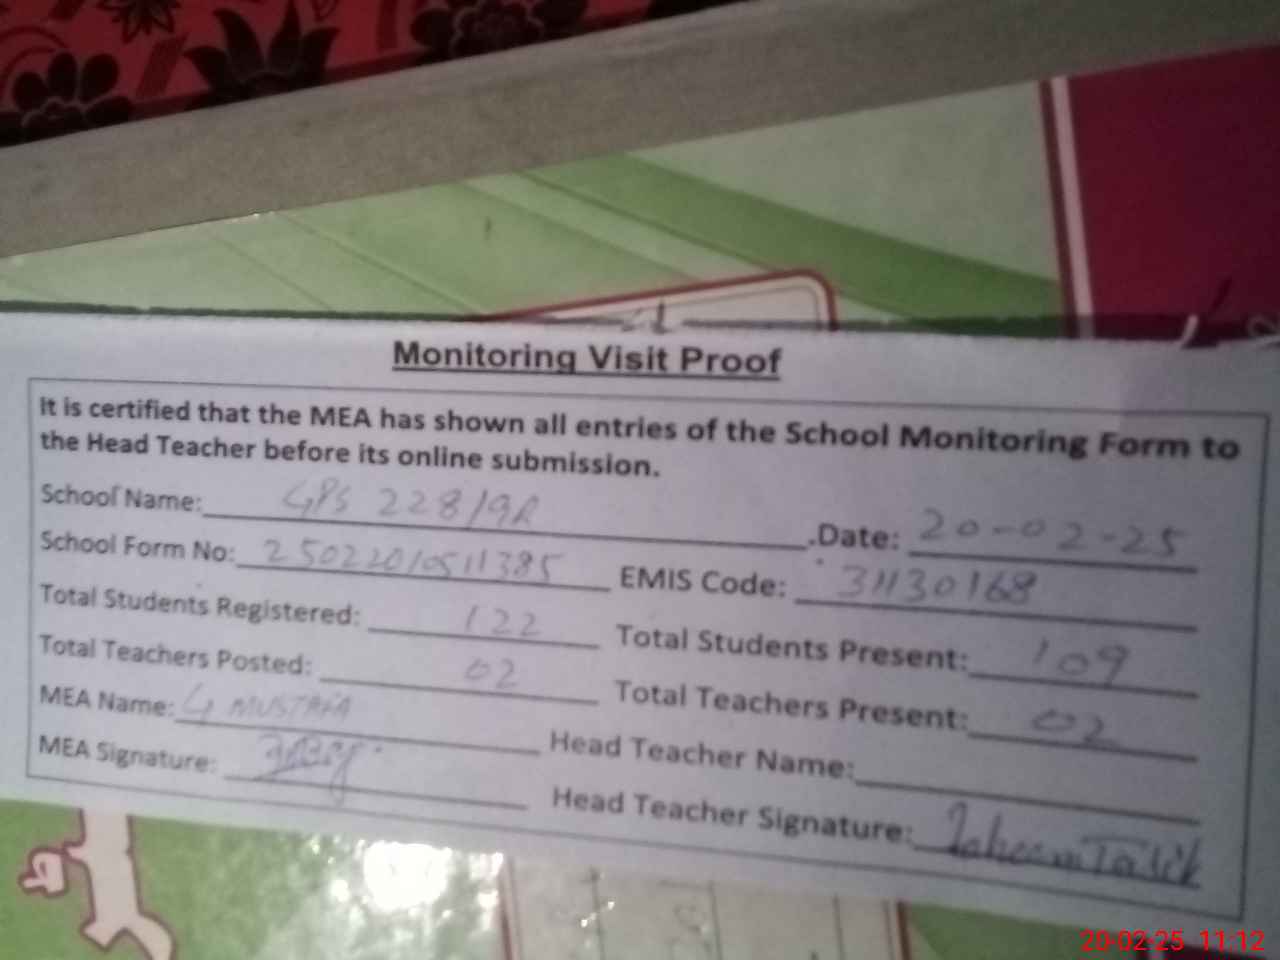 Monitoring Visit Proof
It is certified that the MEA has shown all entries of the School Monitoring Form to
the Head Teacher before its online submission.
School Name: GPS 228/9R .Date: 20-02-25
School Form No: 25022010511385 EMIS Code: 31130168
Total Students Registered: 122 Total Students Present: 109
Total Teachers Posted: 02 Total Teachers Present: 02
MEA Name: G MUSTAFA Head Teacher Name:
MEA Signature: Head Teacher Signature:
20-02-25 11:12